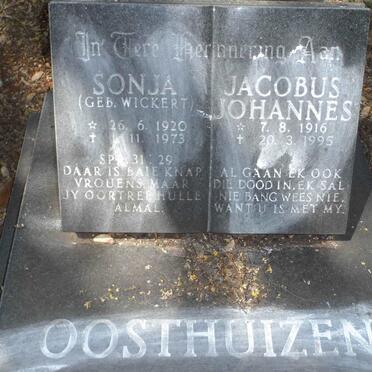 In Tere Herinnering Aan
SONJA
(GEB. WICKERT)
☆ 26. 6. 1920
✝ 11. 1973
SPR 31: 29
DAAR IS BAIE KNAP
VROUENS, MAAR
JY OORTREF HULLE
ALMAL.
JACOBUS
JOHANNES
☆ 7. 8. 1916
✝ 20. 3. 1995
AL GAAN EK OOK
DIE DOOD IN, EK SAL
NIE BANG WEES NIE,
WANT U IS MET MY.
OOSTHUIZEN